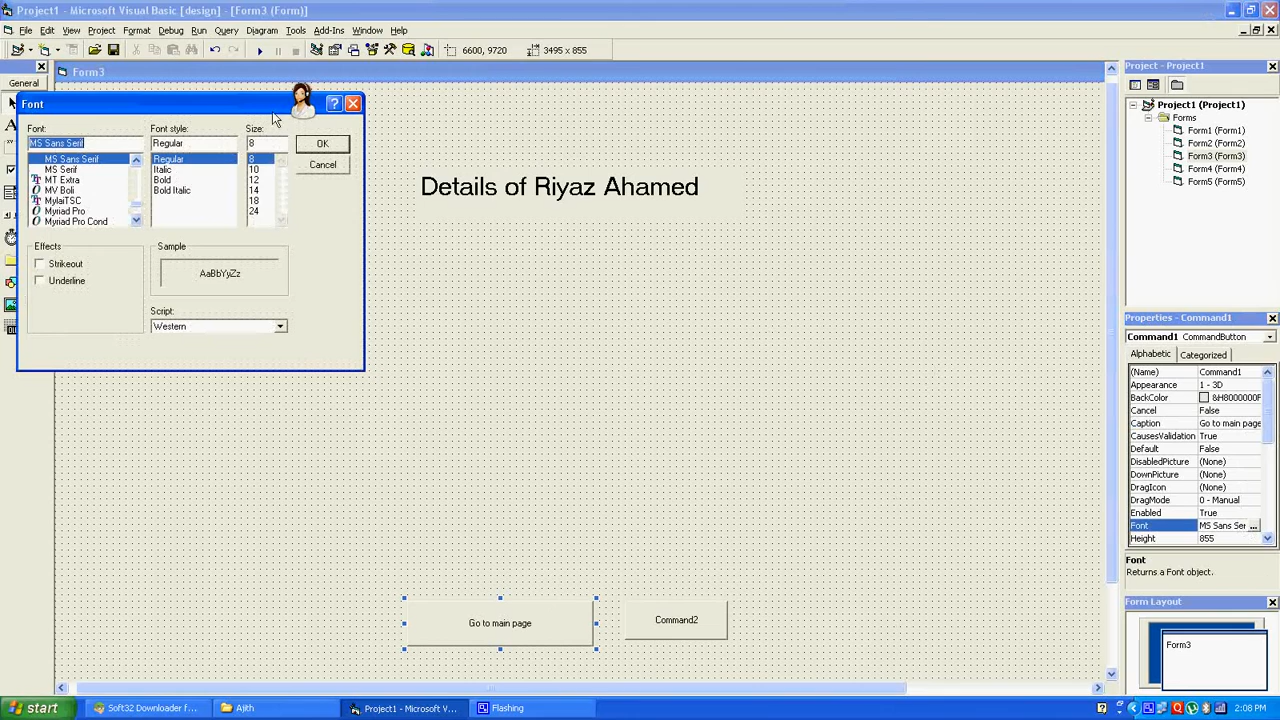 Project1 - Microsoft Visual Basic [design] - [Form3 (Form)]
File Edit View Project Format Debug Run Query Diagram Tools Add-Ins Window Help
6600, 9720 3495 x 855
General
Form3
Font
Font: Font style: Size:
MS Sans Serif Regular 8 OK
MS Sans Serif Regular 8 Cancel
MS Serif Italic 10
MT Extra Bold 12
MV Boli Bold Italic 14
MylaiTSC 18
Myriad Pro 24
Myriad Pro Cond
Effects Sample
Strikeout
Underline
AaBbYyZz
Script:
Western
Details of Riyaz Ahamed
Go to main page
Command2
Project - Project1
Project1 (Project1)
Forms
Form1 (Form1)
Form2 (Form2)
Form3 (Form3)
Form4 (Form4)
Form5 (Form5)
Properties - Command1
Command1 CommandButton
Alphabetic Categorized
(Name) Command1
Appearance 1 - 3D
BackColor &H8000000F
Cancel False
Caption Go to main page
CausesValidation True
Default False
DisabledPicture (None)
DownPicture (None)
DragIcon (None)
DragMode 0 - Manual
Enabled True
Font MS Sans Ser ...
Height 855
Font
Returns a Font object.
Form Layout
Form3
start Soft32 Downloader f... Ajith Project1 - Microsoft V... Flashing 2:08 PM